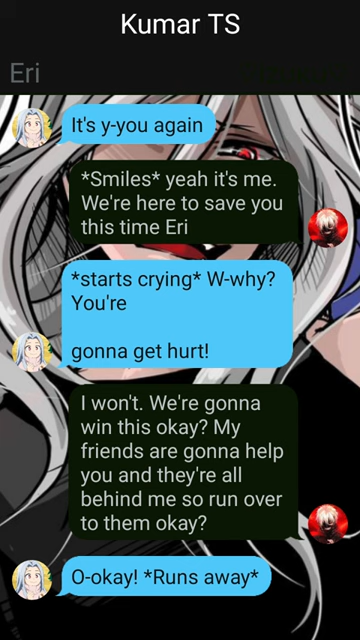 Kumar TS
Eri
It's y-you again
*Smiles* yeah it's me.
We're here to save you
this time Eri
*starts crying* W-why?
You're
gonna get hurt!
I won't. We're gonna
win this okay? My
friends are gonna help
you and they're all
behind me so run over
to them okay?
O-okay! *Runs away*